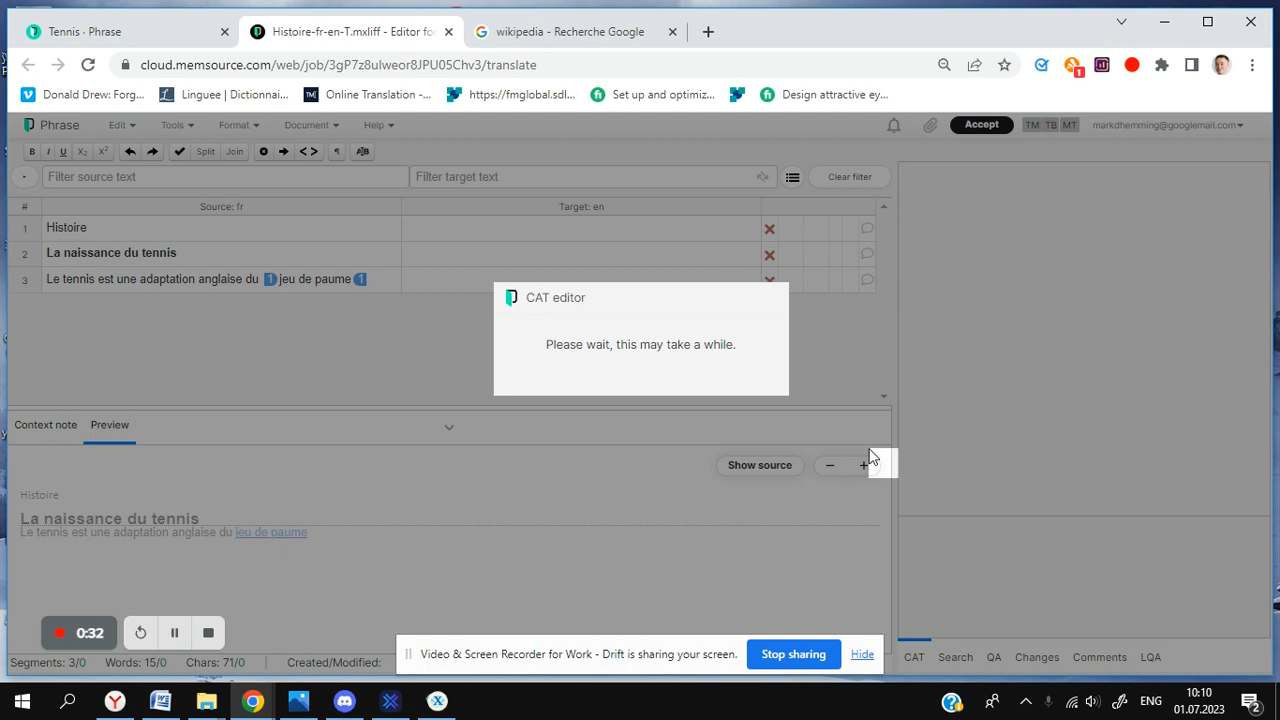 Tennis · Phrase
Histoire-fr-en-T.mxliff - Editor for
wikipedia - Recherche Google
cloud.memsource.com/web/job/3gP7z8ulweor8JPU05Chv3/translate
1
Donald Drew: Forg...
Linguee | Dictionnai...
Online Translation -...
https://fmglobal.sdl...
Set up and optimiz...
Design attractive ey...
Phrase
Edit
Tools
Format
Document
Help
Accept
TM TB MT
markdhemming@googlemail.com
B I U X₂ X²
Split
Join
Filter source text
Filter target text
Clear filter
# Source: fr Target: en
1 Histoire
2 La naissance du tennis
3 Le tennis est une adaptation anglaise du 1 jeu de paume 1
CAT editor
Please wait, this may take a while.
Context note
Preview
Show source
Histoire
La naissance du tennis
Le tennis est une adaptation anglaise du jeu de paume
0:32
Video & Screen Recorder for Work - Drift is sharing your screen.
Stop sharing
Hide
Segments: 3/0
Words: 15/0
Chars: 71/0
Created/Modified:
CAT
Search
QA
Changes
Comments
LQA
ENG
10:10
01.07.2023
2